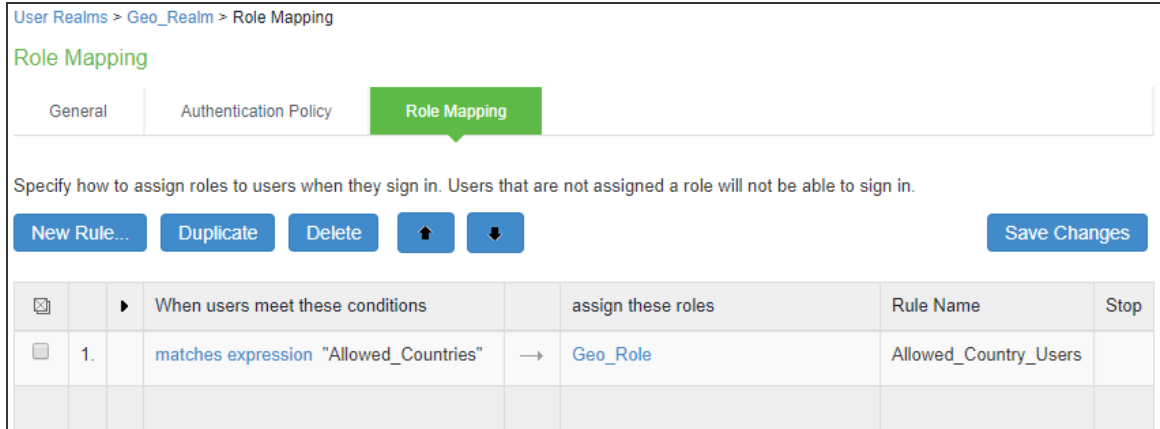 User Realms > Geo_Realm > Role Mapping
Role Mapping
General Authentication Policy Role Mapping
Specify how to assign roles to users when they sign in. Users that are not assigned a role will not be able to sign in.
New Rule... Duplicate Delete Save Changes
When users meet these conditions assign these roles Rule Name Stop
1. matches expression "Allowed_Countries" → Geo_Role Allowed_Country_Users